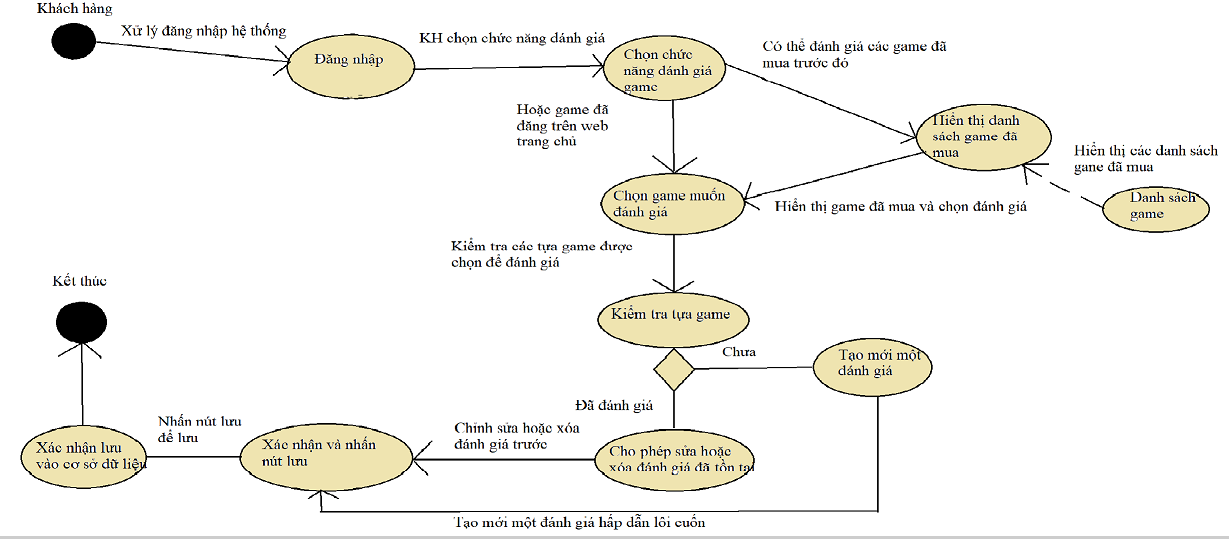 Khách hàng
Xử lý đăng nhập hệ thống
Đăng nhập
KH chọn chức năng đánh giá
Chọn chức
năng đánh giá
game
Có thể đánh giá các game đã
mua trước đó
Hoặc game đã
đăng trên web
trang chủ
Hiển thị danh
sách game đã
mua
Hiển thị các danh sách
gane đã mua
Danh sách
game
Chọn game muốn
đánh giá
Hiển thị game đã mua và chọn đánh giá
Kiểm tra các tựa game được
chọn để đánh giá
Kết thúc
Kiểm tra tựa game
Chưa
Tạo mới một
đánh giá
Đã đánh giá
Nhấn nút lưu
để lưu
Chỉnh sửa hoặc xóa
đánh giá trước
Xác nhận lưu
vào cơ sở dữ liệu
Xác nhận và nhấn
nút lưu
Cho phép sửa hoặc
xóa đánh giá đã tồn tại
Tạo mới một đánh giá hấp dẫn lôi cuốn